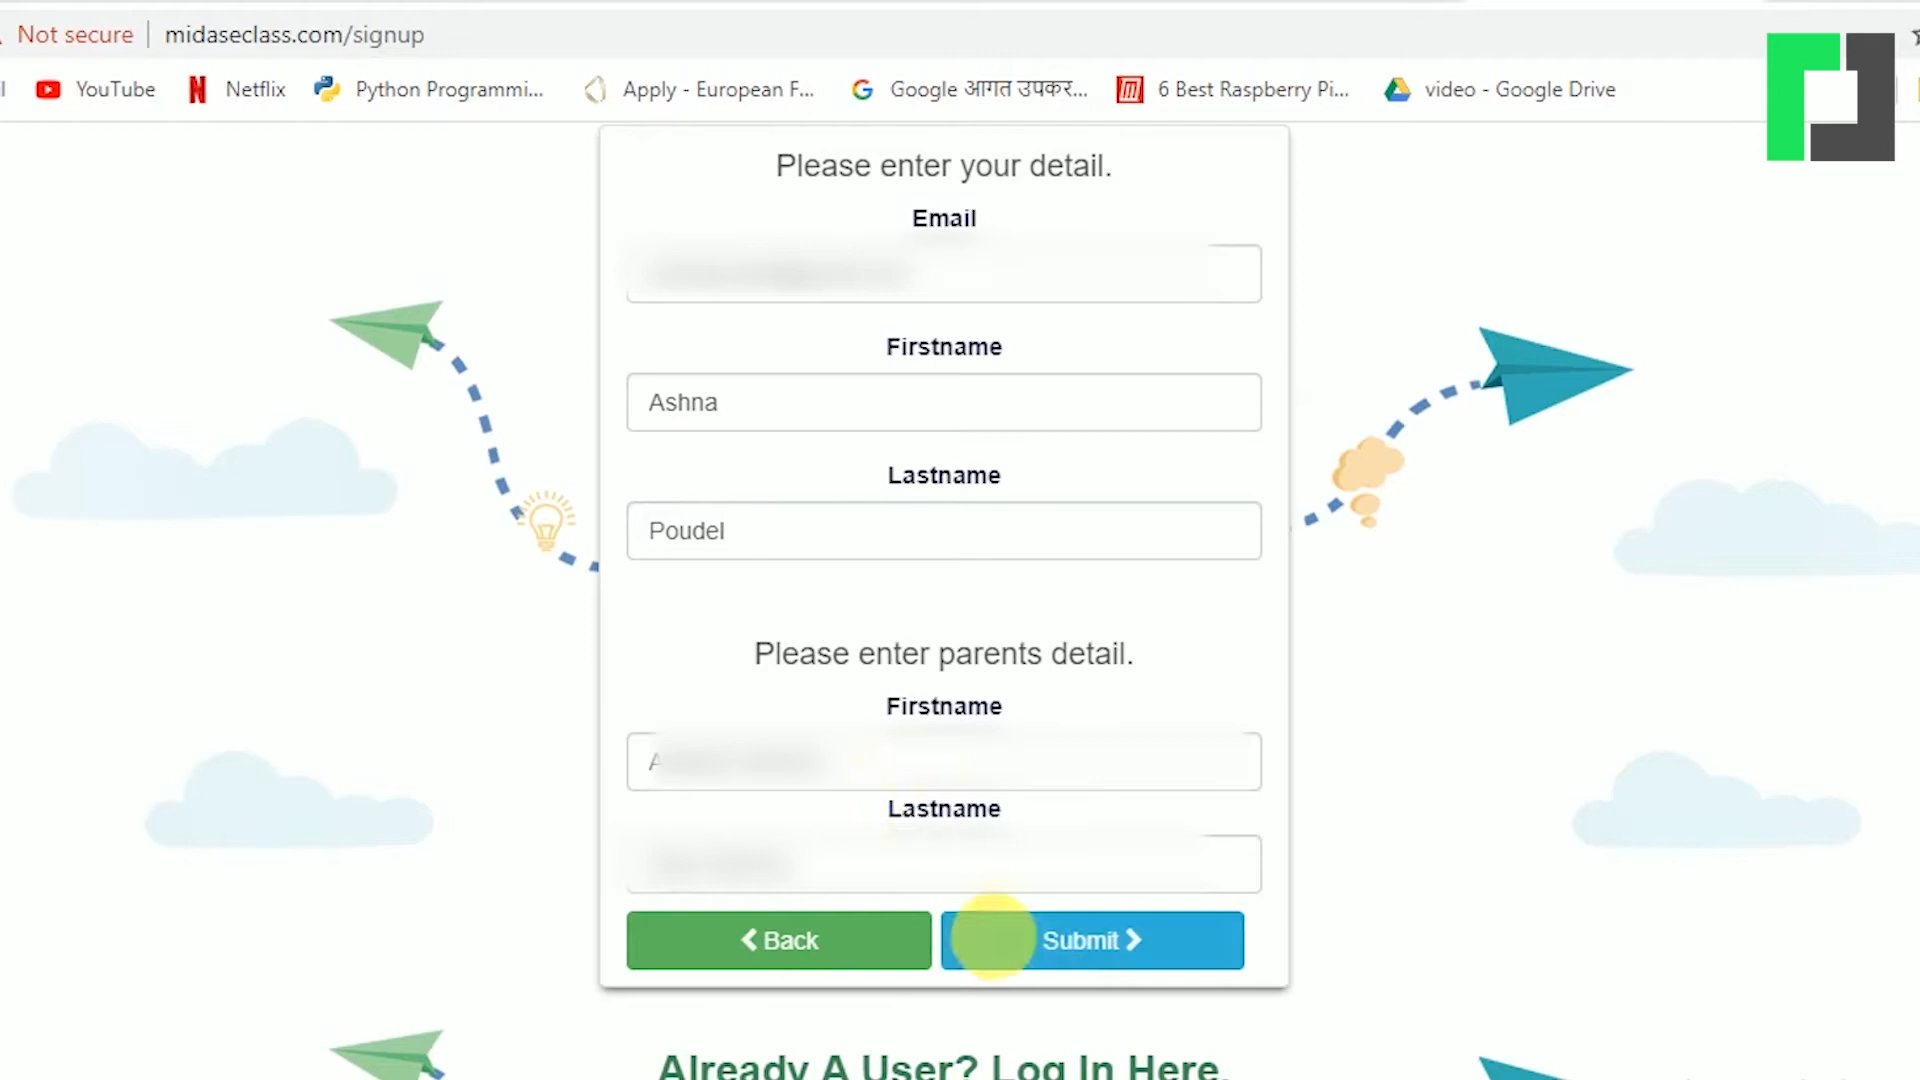 Not secure midaseclass.com/signup
YouTube Netflix Python Programmi... Apply - European F... Google आगत उपकर... 6 Best Raspberry Pi... video - Google Drive
Please enter your detail.
Email
Firstname
Ashna
Lastname
Poudel
Please enter parents detail.
Firstname
Lastname
Back Submit
Already A User? Log In Here.